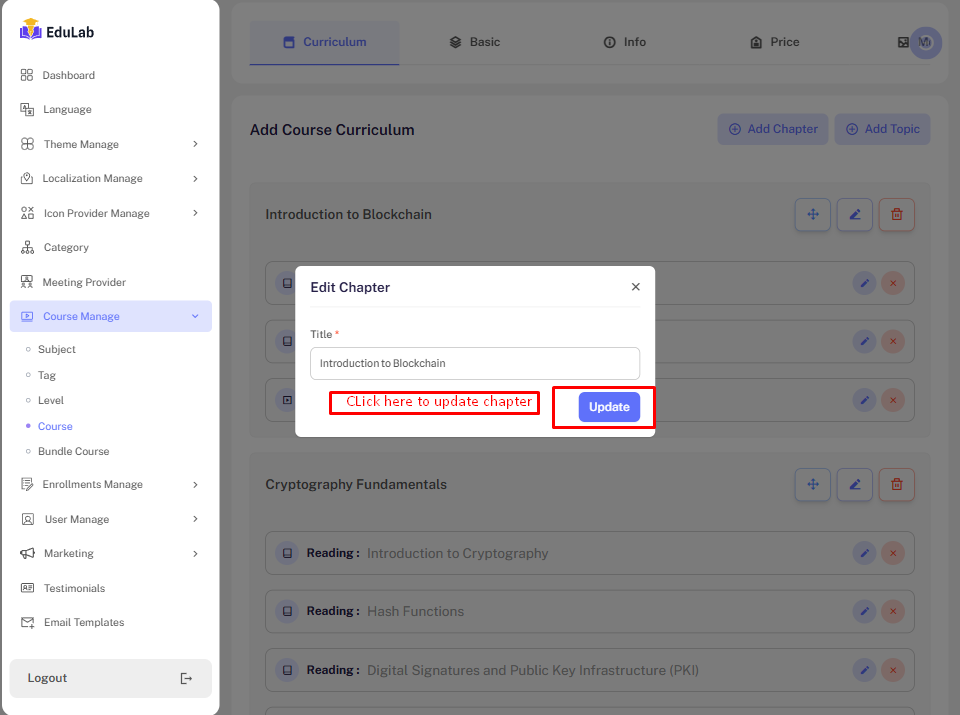 EduLab
Dashboard
Language
Theme Manage
Localization Manage
Icon Provider Manage
Category
Meeting Provider
Course Manage
Subject
Tag
Level
Course
Bundle Course
Enrollments Manage
User Manage
Marketing
Testimonials
Email Templates
Logout
Curriculum
Basic
Info
Price
Add Course Curriculum
Add Chapter
Add Topic
Introduction to Blockchain
Edit Chapter
Title *
Introduction to Blockchain
CLick here to update chapter
Update
Cryptography Fundamentals
Reading : Introduction to Cryptography
Reading : Hash Functions
Reading : Digital Signatures and Public Key Infrastructure (PKI)